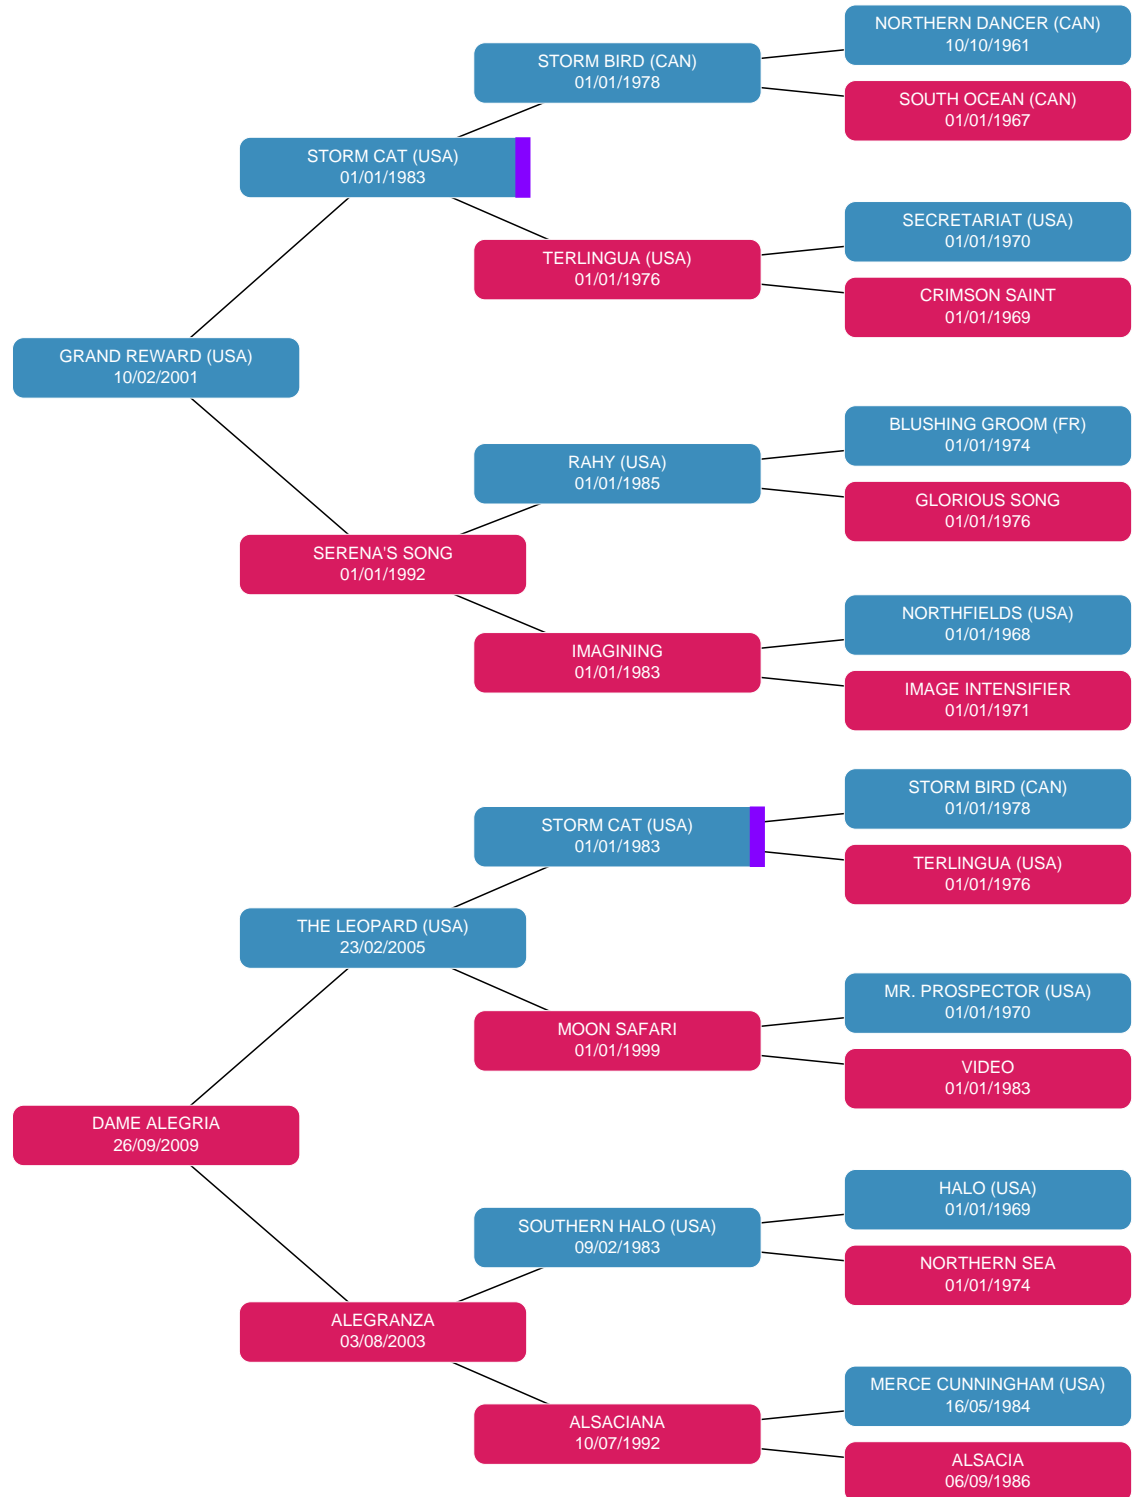 NORTHERN DANCER (CAN)
10/10/1961
STORM BIRD (CAN)
01/01/1978
SOUTH OCEAN (CAN)
01/01/1967
STORM CAT (USA)
01/01/1983
SECRETARIAT (USA)
01/01/1970
TERLINGUA (USA)
01/01/1976
CRIMSON SAINT
01/01/1969
GRAND REWARD (USA)
10/02/2001
BLUSHING GROOM (FR)
01/01/1974
RAHY (USA)
01/01/1985
GLORIOUS SONG
01/01/1976
SERENA'S SONG
01/01/1992
NORTHFIELDS (USA)
01/01/1968
IMAGINING
01/01/1983
IMAGE INTENSIFIER
01/01/1971
STORM BIRD (CAN)
01/01/1978
STORM CAT (USA)
01/01/1983
TERLINGUA (USA)
01/01/1976
THE LEOPARD (USA)
23/02/2005
MR. PROSPECTOR (USA)
01/01/1970
MOON SAFARI
01/01/1999
VIDEO
01/01/1983
DAME ALEGRIA
26/09/2009
HALO (USA)
01/01/1969
SOUTHERN HALO (USA)
09/02/1983
NORTHERN SEA
01/01/1974
ALEGRANZA
03/08/2003
MERCE CUNNINGHAM (USA)
16/05/1984
ALSACIANA
10/07/1992
ALSACIA
06/09/1986